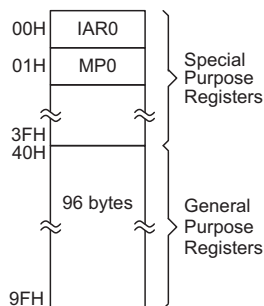 00H
IAR0
01H
MP0
Special
Purpose
Registers
3FH
40H
96 bytes
General
Purpose
Registers
9FH